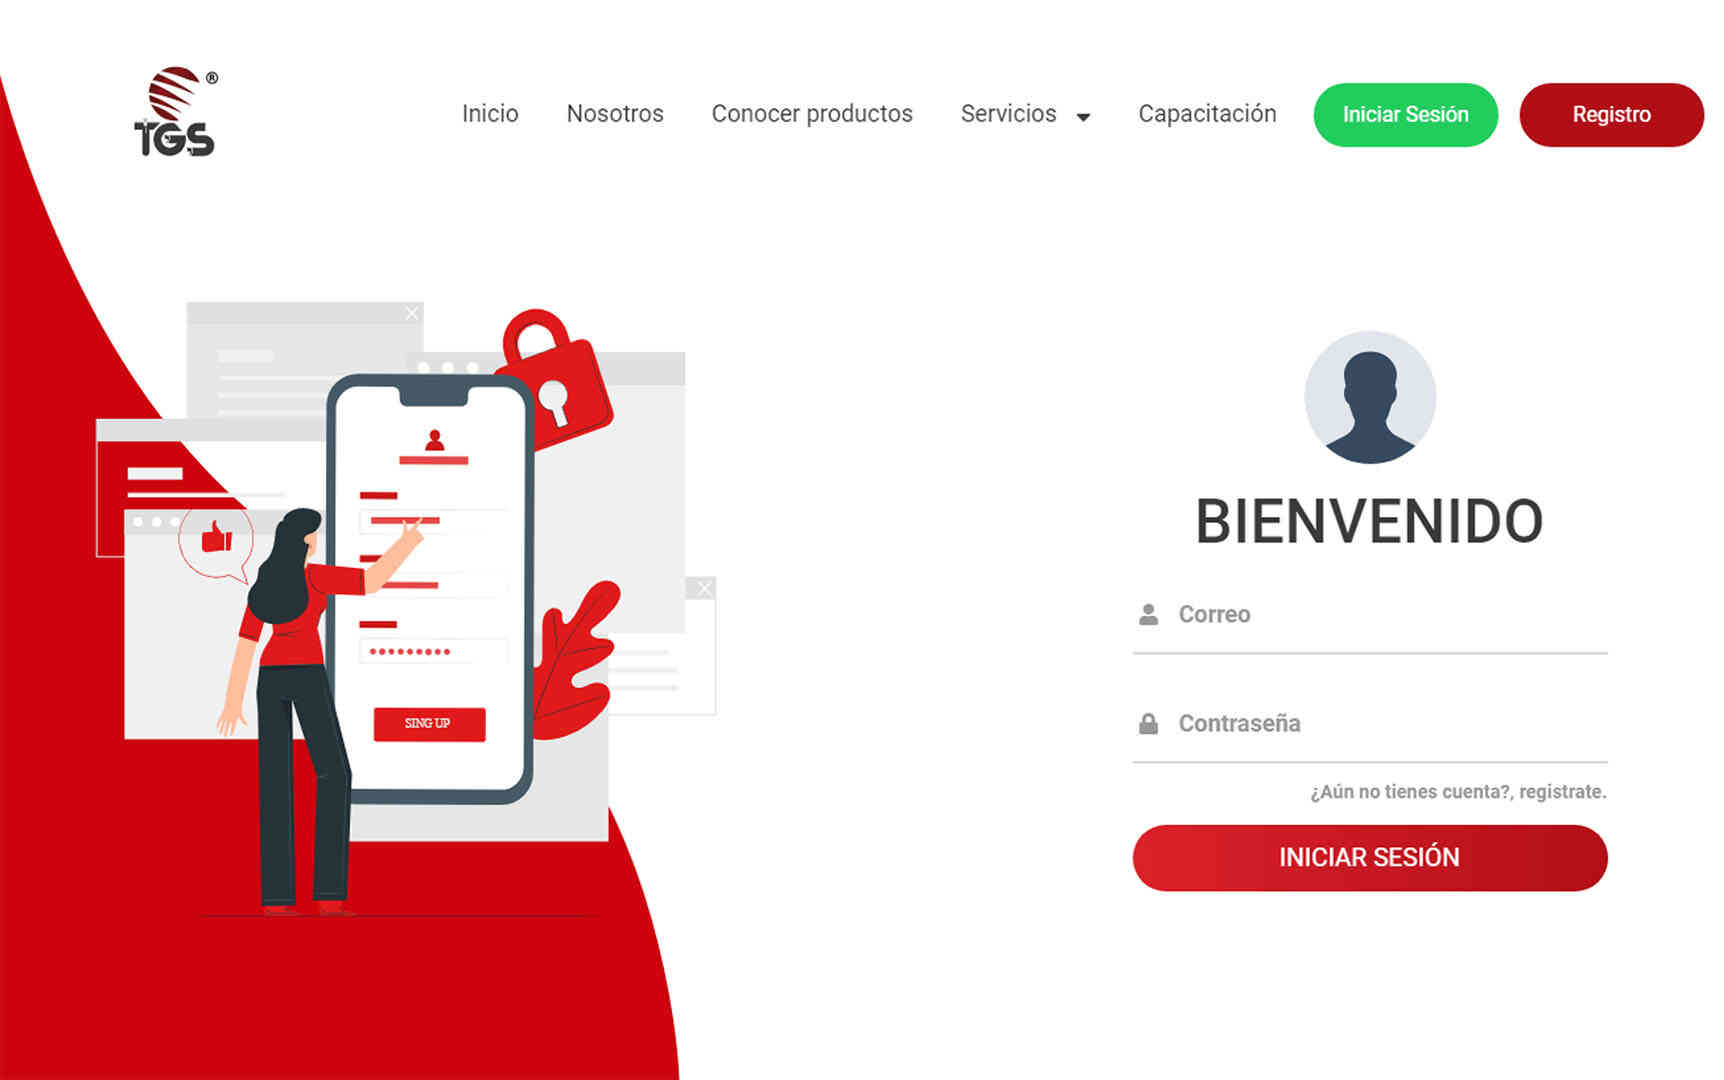 TGS ®
Inicio
Nosotros
Conocer productos
Servicios
Capacitación
Iniciar Sesión
Registro
SING UP
BIENVENIDO
Correo
Contraseña
¿Aún no tienes cuenta?, registrate.
INICIAR SESIÓN